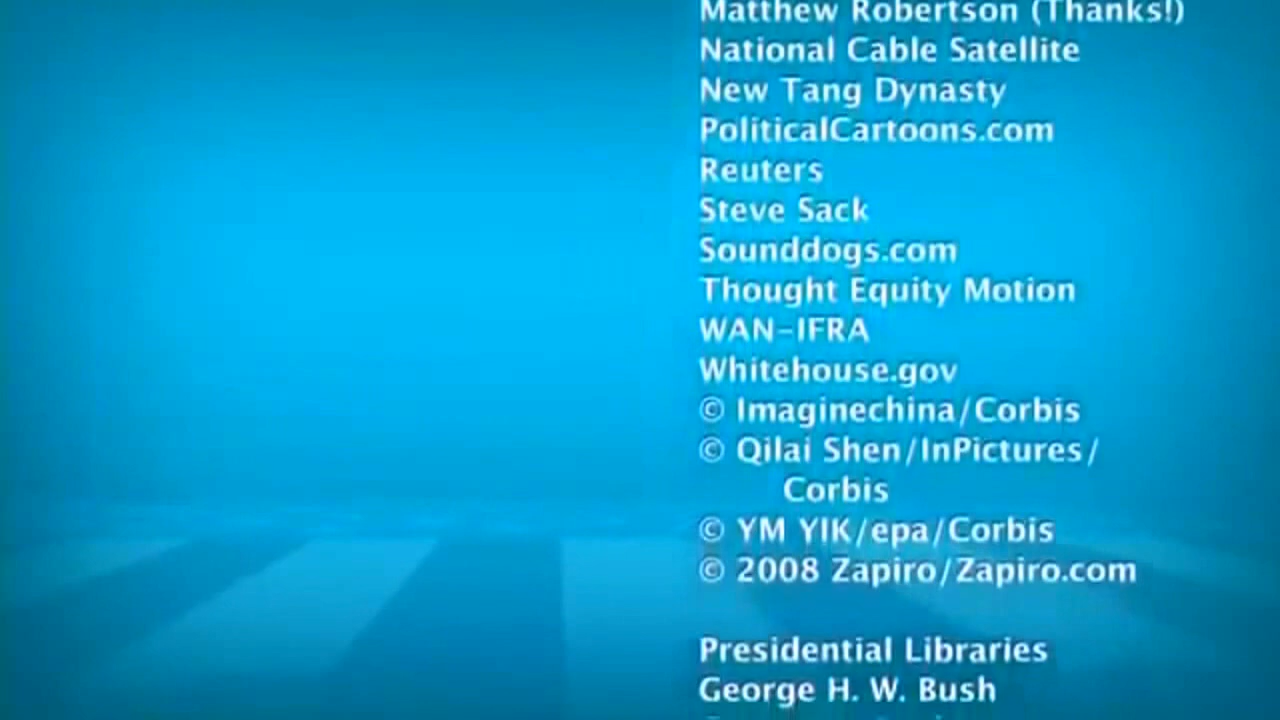 Matthew Robertson (Thanks!)
National Cable Satellite
New Tang Dynasty
PoliticalCartoons.com
Reuters
Steve Sack
Sounddogs.com
Thought Equity Motion
WAN-IFRA
Whitehouse.gov
© Imaginechina/Corbis
© Qilai Shen/InPictures/
Corbis
© YM YIK/epa/Corbis
© 2008 Zapiro/Zapiro.com
Presidential Libraries
George H. W. Bush